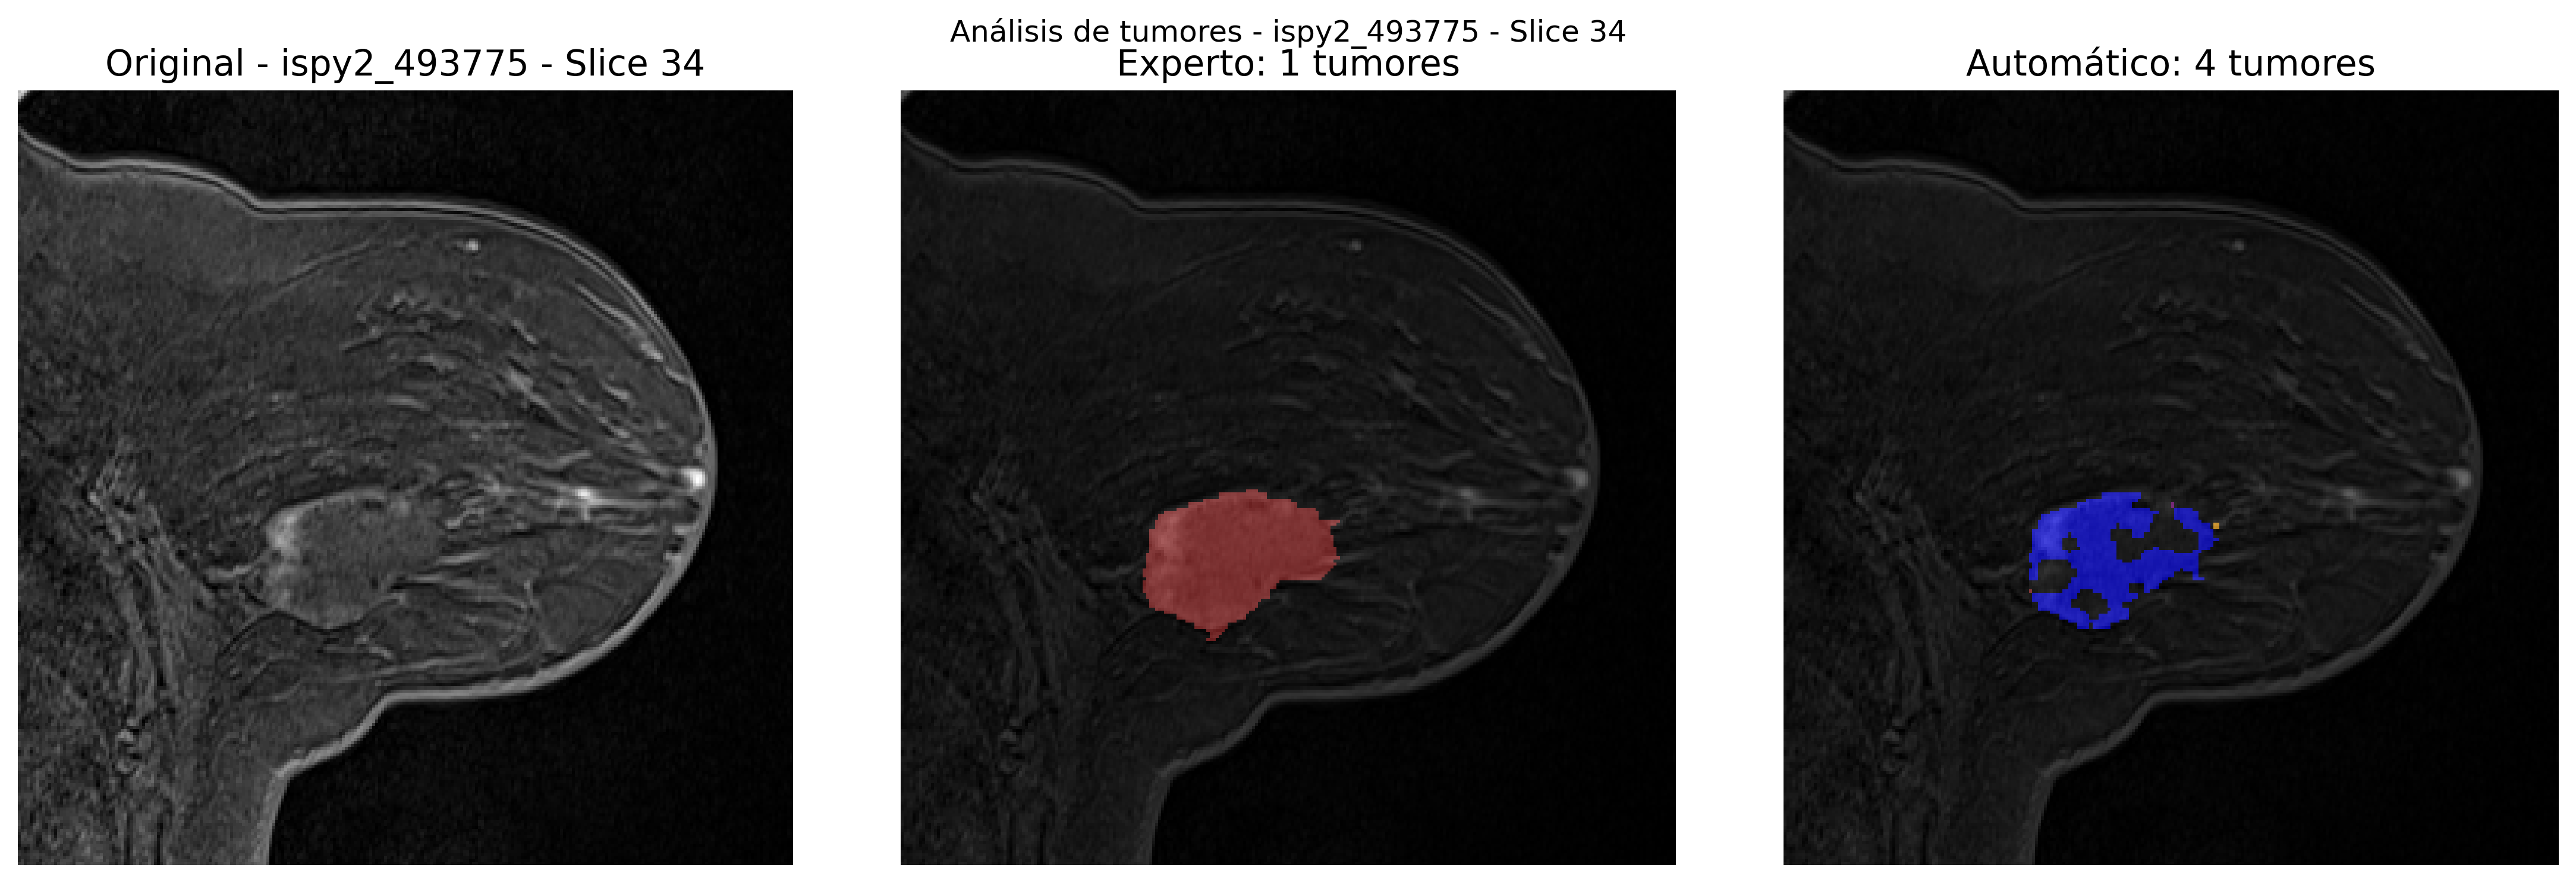 Análisis de tumores - ispy2_493775 - Slice 34
Original - ispy2_493775 - Slice 34
Experto: 1 tumores
Automático: 4 tumores